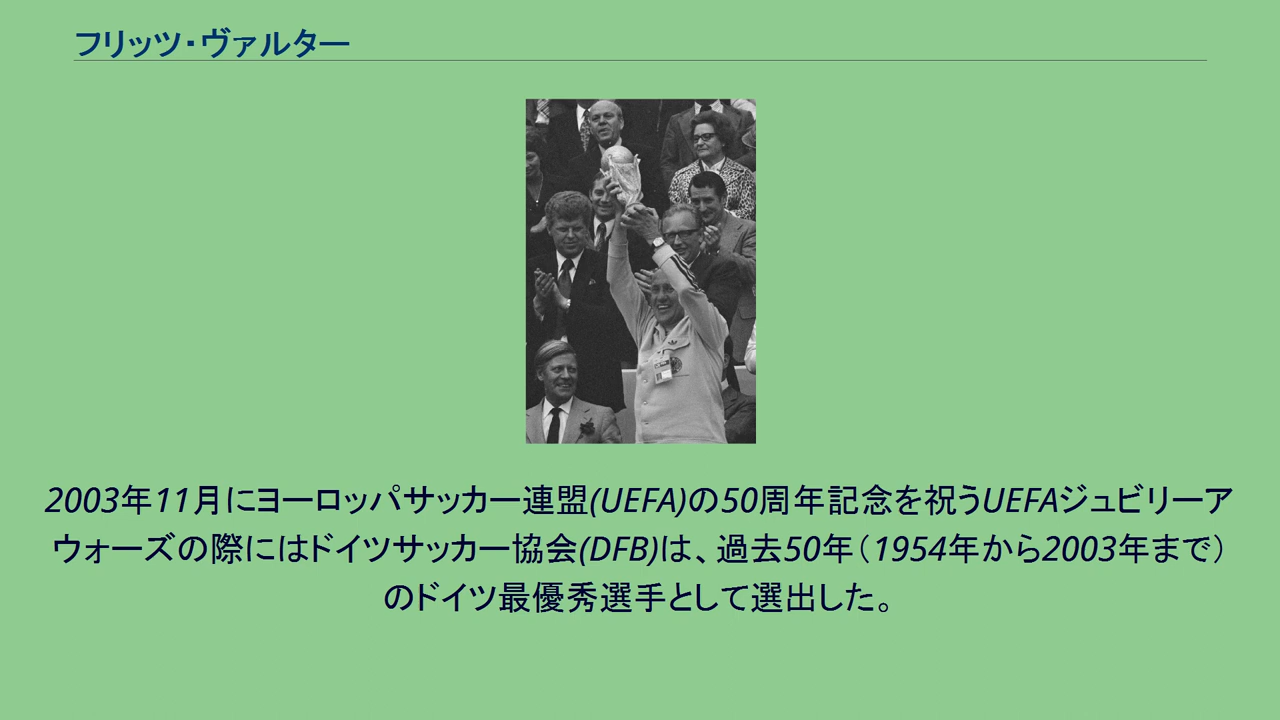 フリッツ・ヴァルター
2003年11月にヨーロッパサッカー連盟(UEFA)の50周年記念を祝うUEFAジュビリーア
ウォーズの際にはドイツサッカー協会(DFB)は、過去50年（1954年から2003年まで）
のドイツ最優秀選手として選出した。